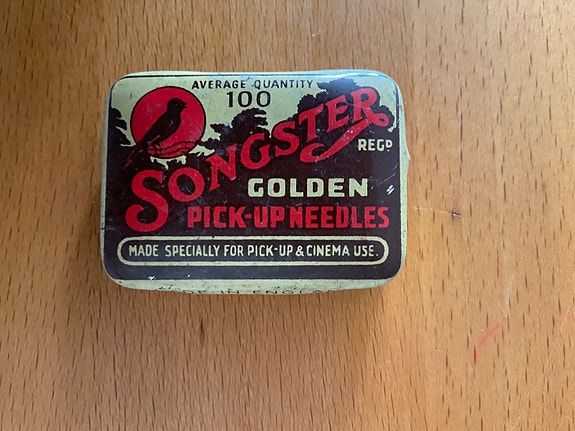 AVERAGE QUANTITY
100
SONGSTER
REGD
GOLDEN
PICK-UP NEEDLES
MADE SPECIALLY FOR PICK-UP & CINEMA USE.